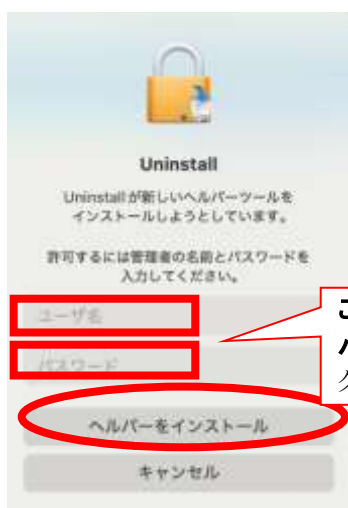 Uninstall
Uninstallが新しいヘルパーツールを
インストールしようとしています。
許可するには管理者の名前とパスワードを
入力してください。
ユーザ名
パスワード
ヘルパーをインストール
キャンセル